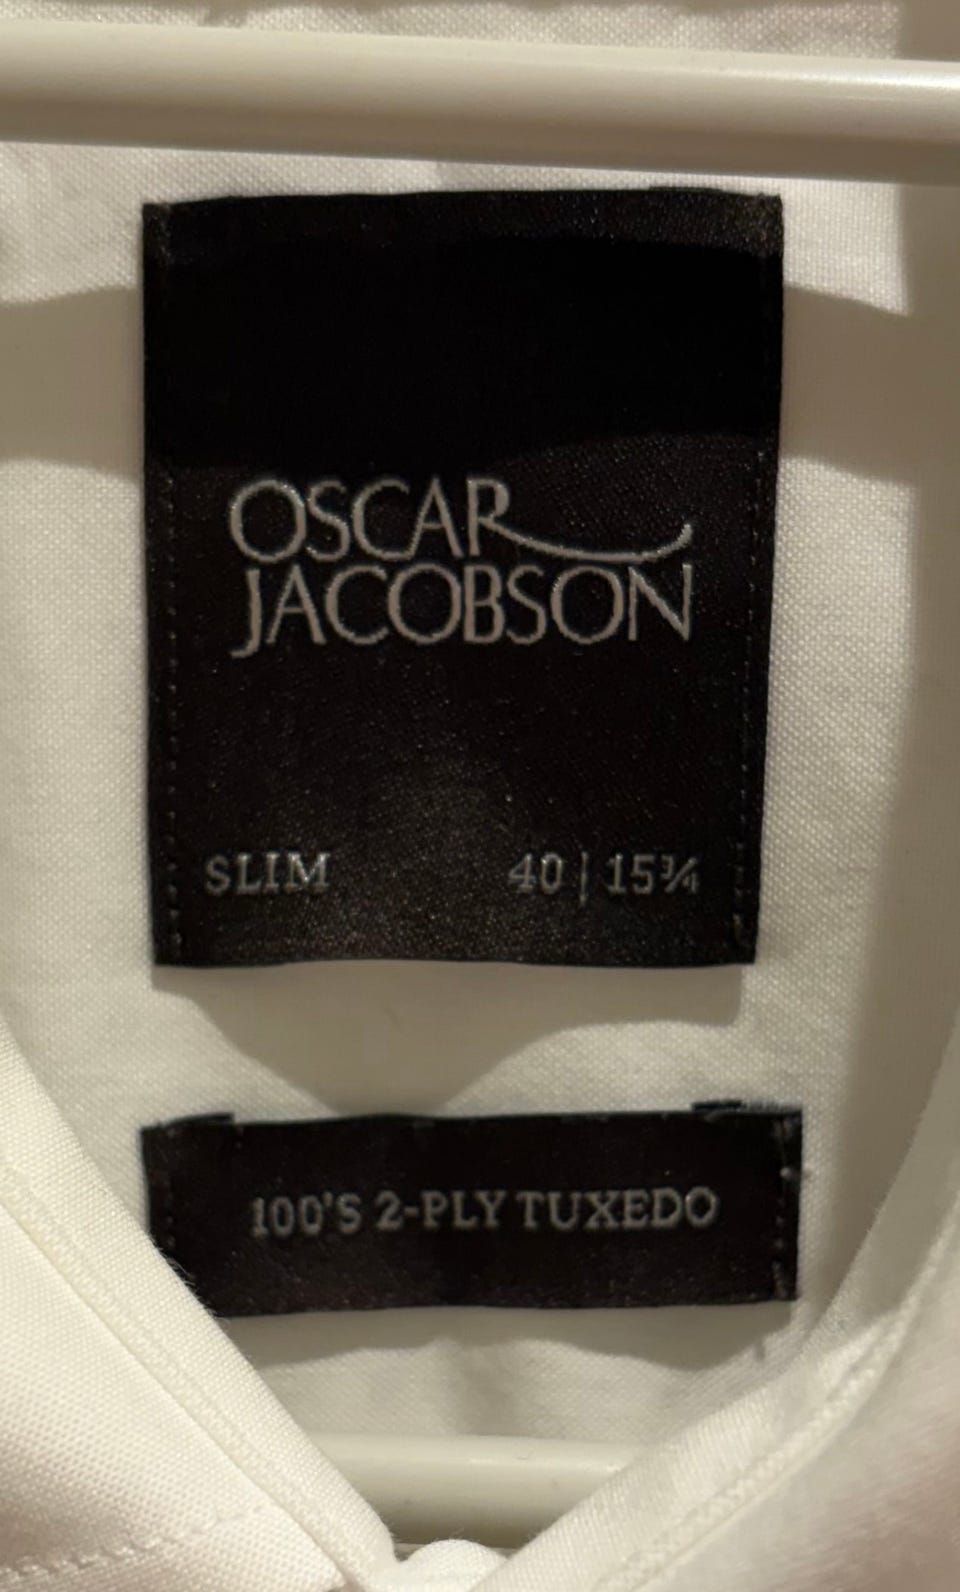 OSCAR
JACOBSON
SLIM 40 | 15¾
100'S 2-PLY TUXEDO